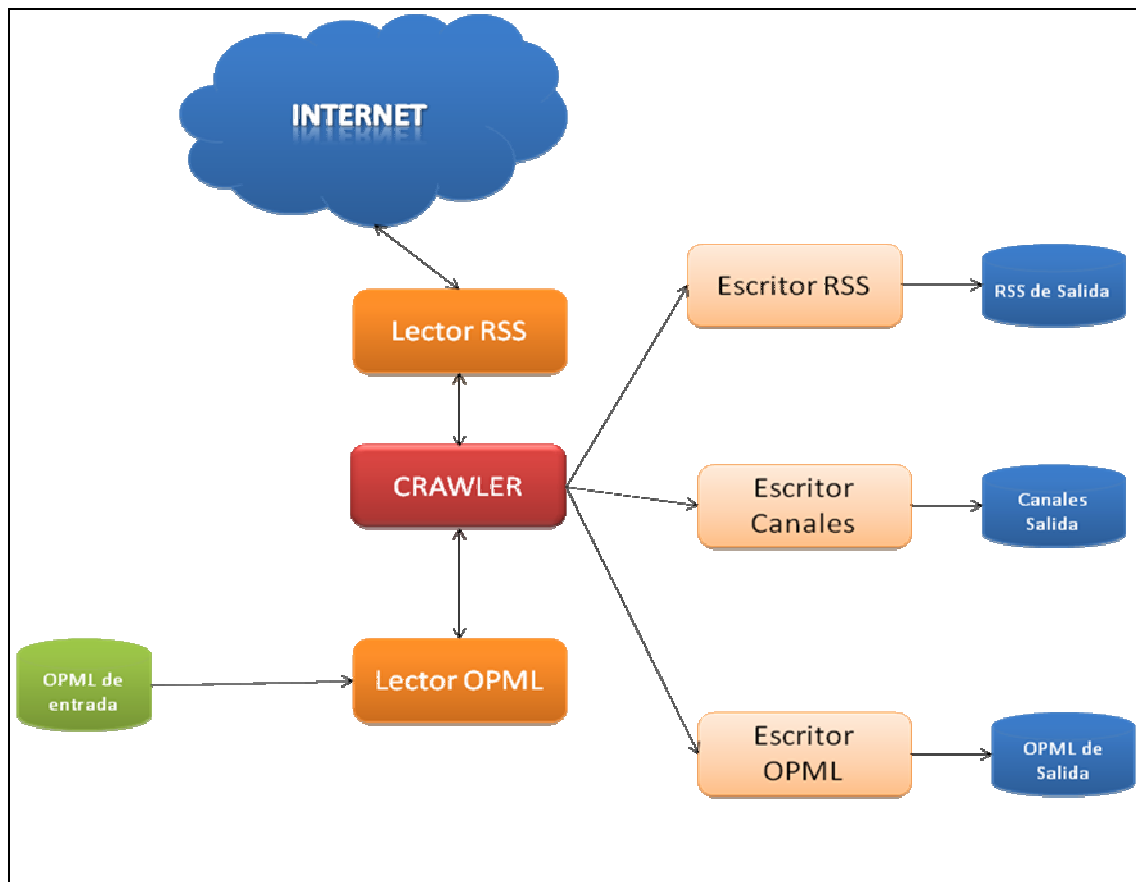 INTERNET
Escritor RSS
RSS de Salida
Lector RSS
CRAWLER
Escritor
Canales
Canales
Salida
OPML de
entrada
Lector OPML
Escritor
OPML
OPML de
Salida